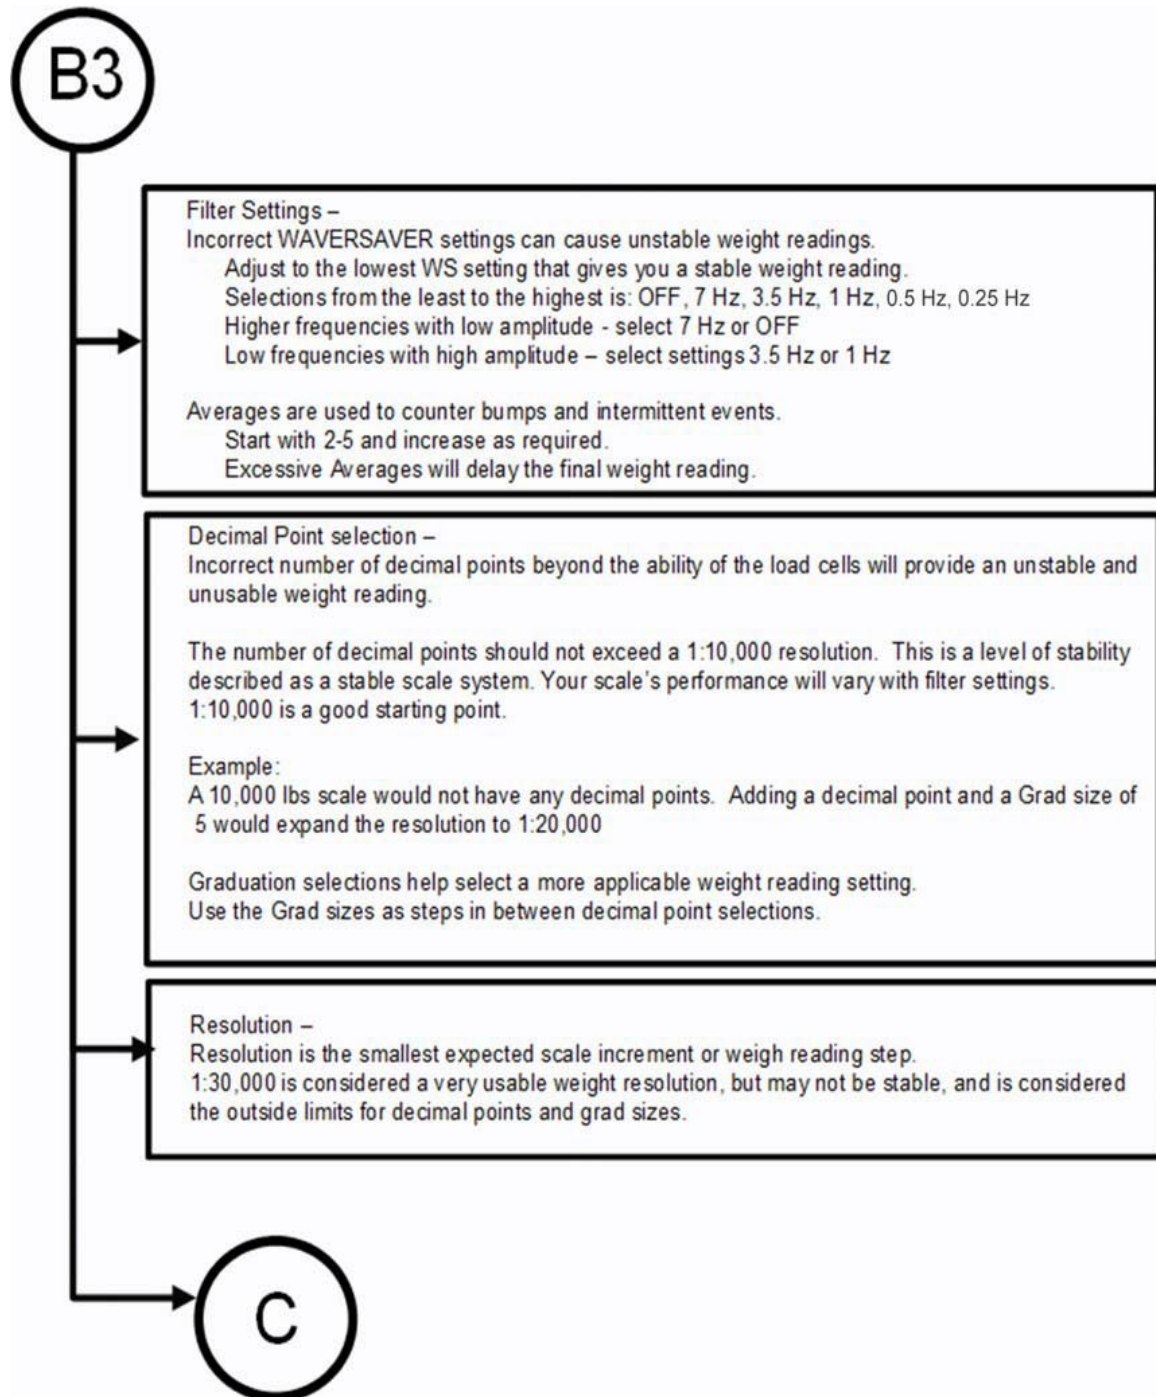 B3
Filter Settings –
Incorrect WAVERSAVER settings can cause unstable weight readings.
Adjust to the lowest WS setting that gives you a stable weight reading.
Selections from the least to the highest is: OFF, 7 Hz, 3.5 Hz, 1 Hz, 0.5 Hz, 0.25 Hz
Higher frequencies with low amplitude - select 7 Hz or OFF
Low frequencies with high amplitude – select settings 3.5 Hz or 1 Hz
Averages are used to counter bumps and intermittent events.
Start with 2-5 and increase as required.
Excessive Averages will delay the final weight reading.
Decimal Point selection –
Incorrect number of decimal points beyond the ability of the load cells will provide an unstable and
unusable weight reading.
The number of decimal points should not exceed a 1:10,000 resolution. This is a level of stability
described as a stable scale system. Your scale's performance will vary with filter settings.
1:10,000 is a good starting point.
Example:
A 10,000 lbs scale would not have any decimal points. Adding a decimal point and a Grad size of
5 would expand the resolution to 1:20,000
Graduation selections help select a more applicable weight reading setting.
Use the Grad sizes as steps in between decimal point selections.
Resolution –
Resolution is the smallest expected scale increment or weigh reading step.
1:30,000 is considered a very usable weight resolution, but may not be stable, and is considered
the outside limits for decimal points and grad sizes.
C